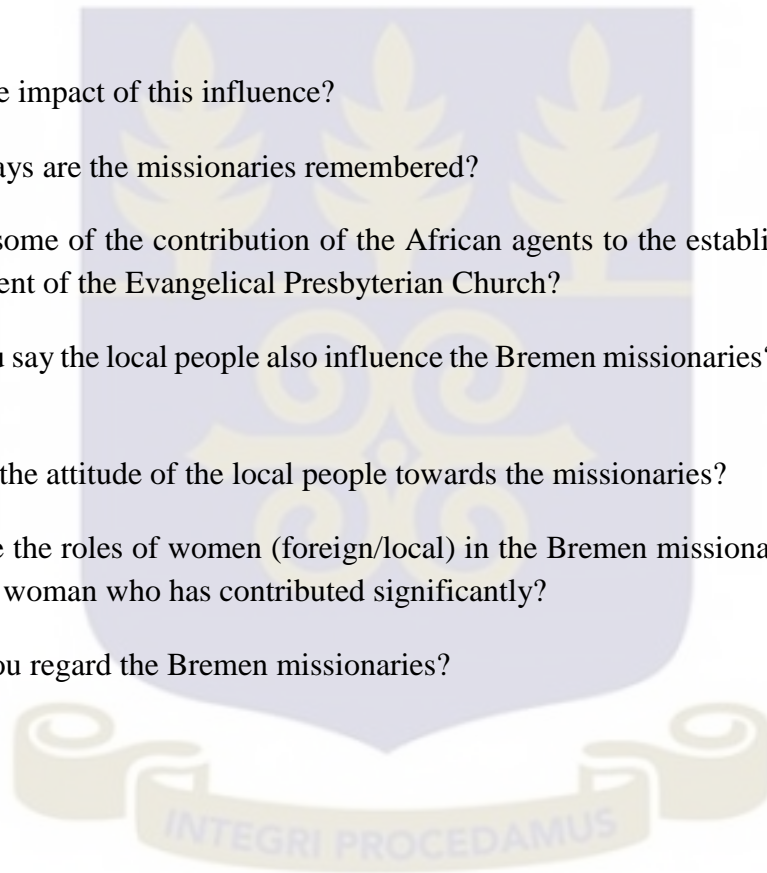 e impact of this influence?
ays are the missionaries remembered?
some of the contribution of the African agents to the establi
ent of the Evangelical Presbyterian Church?
u say the local people also influence the Bremen missionaries?
the attitude of the local people towards the missionaries?
e the roles of women (foreign/local) in the Bremen missiona
woman who has contributed significantly?
ou regard the Bremen missionaries?
INTEGRI PROCEDAMUS